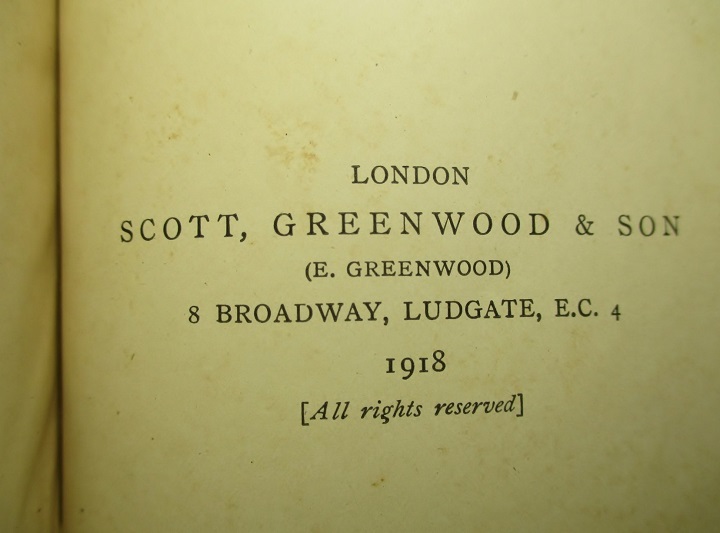 LONDON
SCOTT, GREENWOOD & SON
(E. GREENWOOD)
8 BROADWAY, LUDGATE, E.C. 4
1918
[All rights reserved]